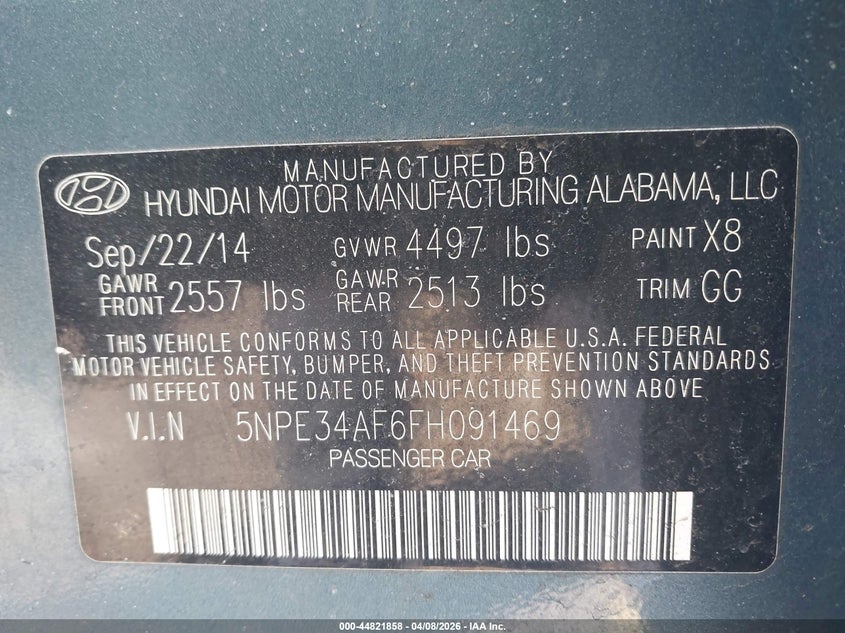 MANUFACTURED BY
HYUNDAI MOTOR MANUFACTURING ALABAMA, LLC
Sep/22/14 GVWR 4497 lbs PAINT X8
GAWR FRONT 2557 lbs GAWR REAR 2513 lbs TRIM GG
THIS VEHICLE CONFORMS TO ALL APPLICABLE U.S.A. FEDERAL
MOTOR VEHICLE SAFETY, BUMPER, AND THEFT PREVENTION STANDARDS
IN EFFECT ON THE DATE OF MANUFACTURE SHOWN ABOVE
V.I.N 5NPE34AF6FH091469
PASSENGER CAR
000-44821858 - 04/08/2026 - IAA Inc.